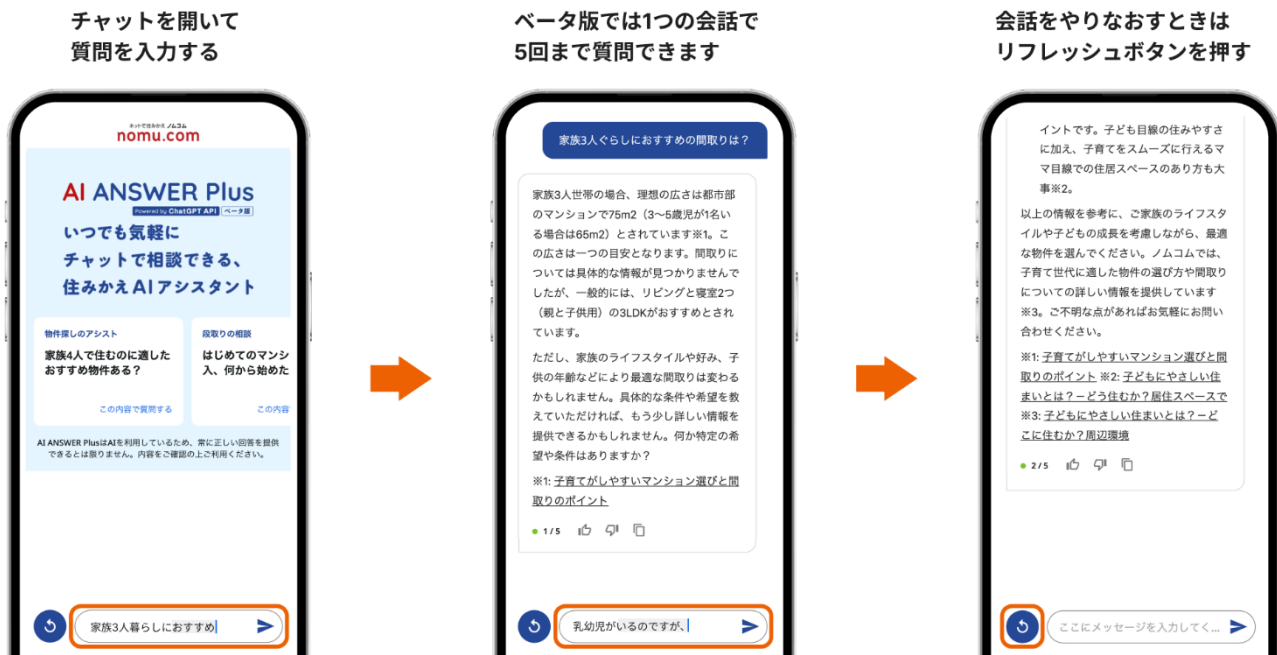 チャットを開いて
質問を入力する
ネットで住みかえ ノムコム
nomu.com
AI ANSWER Plus
Powered by ChatGPT API ベータ版
いつでも気軽に
チャットで相談できる、
住みかえAIアシスタント
物件探しのアシスト
家族4人で住むのに適した
おすすめ物件ある？
この内容で質問する
段取りの相談
はじめてのマンシ
入、何から始めた
この内容
AI ANSWER PlusはAIを利用しているため、常に正しい回答を提供
できるとは限りません。内容をご確認の上ご利用ください。
家族3人暮らしにおすすめ
ベータ版では1つの会話で
5回まで質問できます
家族3人ぐらしにおすすめの間取りは？
家族3人世帯の場合、理想の広さは都市部
のマンションで75m2（3〜5歳児が1名い
る場合は65m2）とされています※1。こ
の広さは一つの目安となります。間取りに
ついては具体的な情報が見つかりませんで
したが、一般的には、リビングと寝室2つ
（親と子供用）の3LDKがおすすめとされ
ています。
ただし、家族のライフスタイルや好み、子
供の年齢などにより最適な間取りは変わる
かもしれません。具体的な条件や希望を教
えていただければ、もう少し詳しい情報を
提供できるかもしれません。何か特定の希
望や条件はありますか？
※1: 子育てがしやすいマンション選びと間
取りのポイント
1/5
乳幼児がいるのですが、
会話をやりなおすときは
リフレッシュボタンを押す
イントです。子ども目線の住みやすさ
に加え、子育てをスムーズに行えるマ
マ目線での住居スペースのあり方も大
事※2。
以上の情報を参考に、ご家族のライフスタ
イルや子どもの成長を考慮しながら、最適
な物件を選んでください。ノムコムでは、
子育て世代に適した物件の選び方や間取り
についての詳しい情報を提供しています
※3。ご不明な点があればお気軽にお問い
合わせください。
※1: 子育てがしやすいマンション選びと間
取りのポイント ※2: 子どもにやさしい住
まいとは？−どう住むか？居住スペースで
※3: 子どもにやさしい住まいとは？−ど
こに住むか？周辺環境
2/5
ここにメッセージを入力してく...